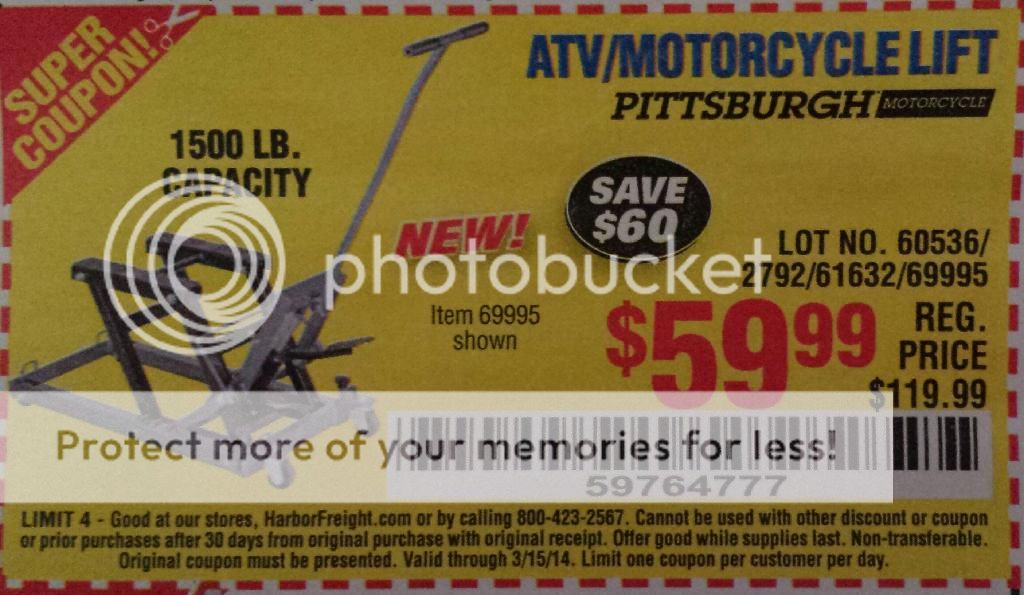 SUPER
COUPON!
ATV/MOTORCYCLE LIFT
PITTSBURGH MOTORCYCLE
1500 LB.
CAPACITY
SAVE
$60
NEW!
LOT NO. 60536/
2792/61632/69995
photobucket
Item 69995
shown
$59.99
REG.
PRICE
$119.99
Protect more of your memories for less!
59764777
LIMIT 4 - Good at our stores, HarborFreight.com or by calling 800-423-2567. Cannot be used with other discount or coupon
or prior purchases after 30 days from original purchase with original receipt. Offer good while supplies last. Non-transferable.
Original coupon must be presented. Valid through 3/15/14. Limit one coupon per customer per day.